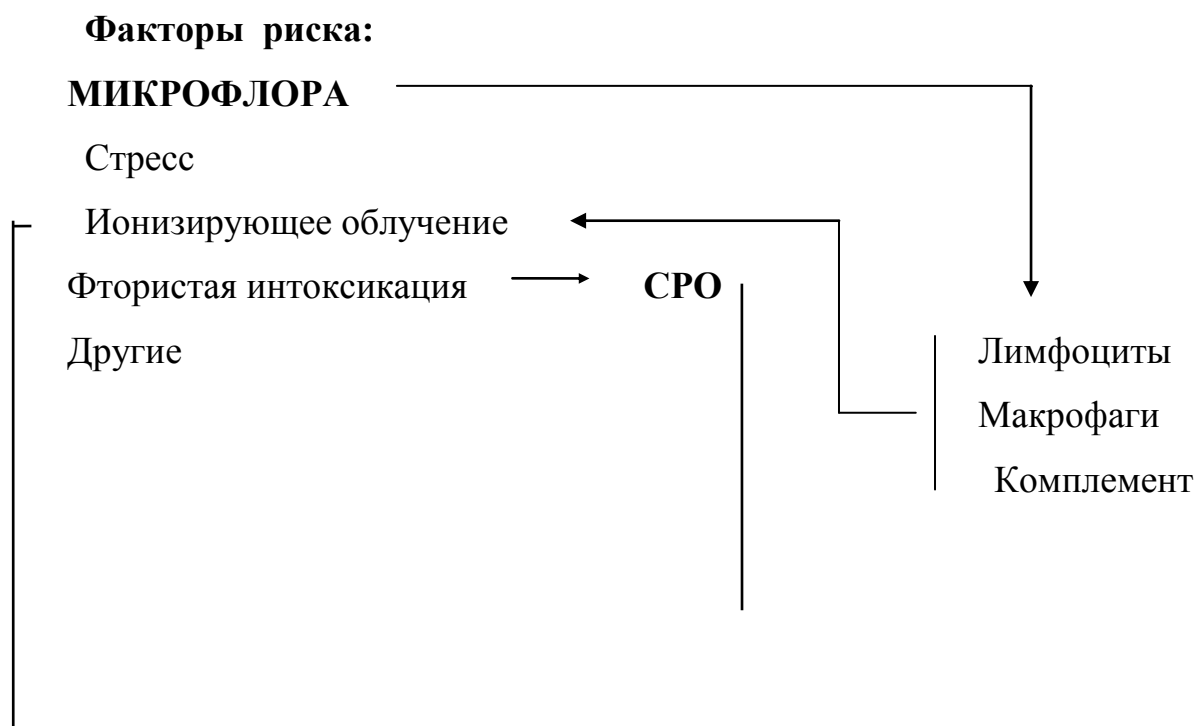 Факторы риска:
МИКРОФЛОРА
Стресс
Ионизирующее облучение
Фтористая интоксикация СРО
Другие Лимфоциты
Макрофаги
Комплемент